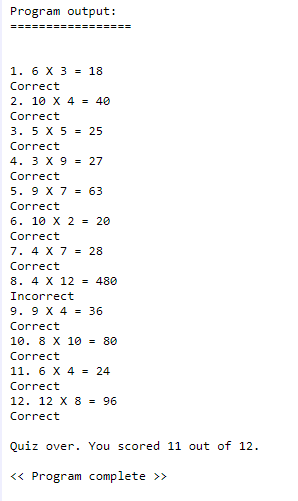 Program output:
=================
1. 6 X 3 = 18
Correct
2. 10 X 4 = 40
Correct
3. 5 X 5 = 25
Correct
4. 3 X 9 = 27
Correct
5. 9 X 7 = 63
Correct
6. 10 X 2 = 20
Correct
7. 4 X 7 = 28
Correct
8. 4 X 12 = 480
Incorrect
9. 9 X 4 = 36
Correct
10. 8 X 10 = 80
Correct
11. 6 X 4 = 24
Correct
12. 12 X 8 = 96
Correct
Quiz over. You scored 11 out of 12.
<< Program complete >>